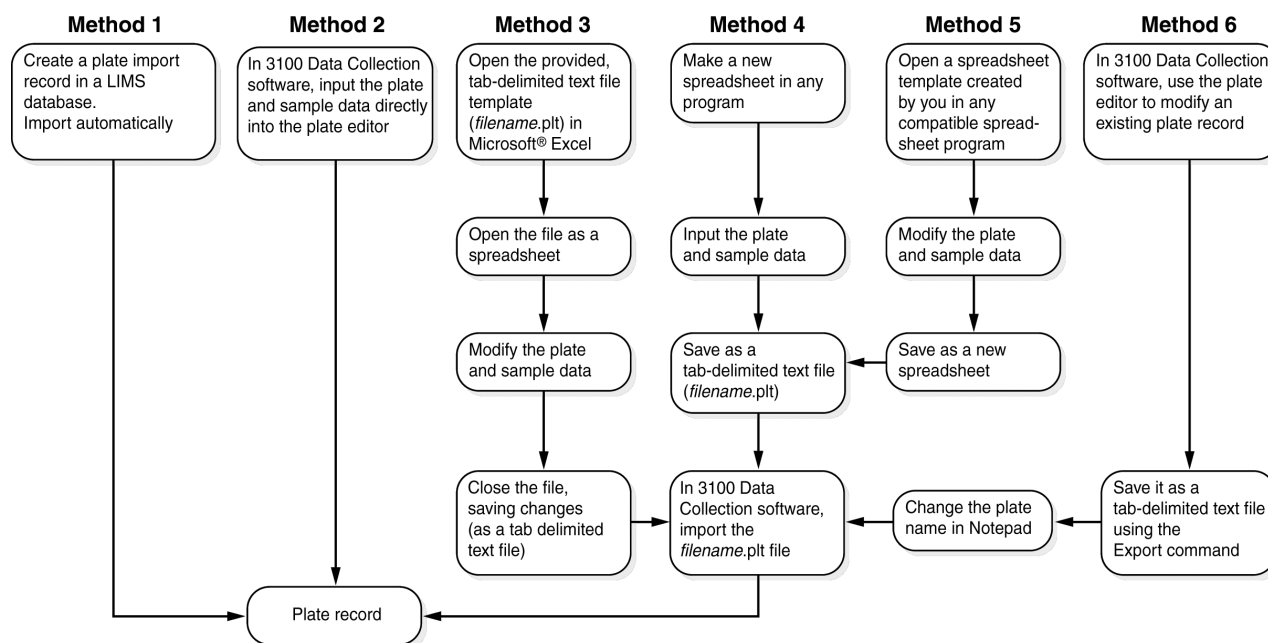 Method 1
Method 2
Method 3
Method 4
Method 5
Method 6
Create a plate import
record in a LIMS
database.
Import automatically
In 3100 Data Collection
software, input the plate
and sample data directly
into the plate editor
Open the provided,
tab-delimited text file
template
(filename.plt) in
Microsoft® Excel
Make a new
spreadsheet in any
program
Open a spreadsheet
template created
by you in any
compatible spread-
sheet program
In 3100 Data Collection
software, use the plate
editor to modify an
existing plate record
Open the file as a
spreadsheet
Input the plate
and sample data
Modify the plate
and sample data
Modify the plate
and sample data
Save as a
tab-delimited text file
(filename.plt)
Save as a new
spreadsheet
Close the file,
saving changes
(as a tab delimited
text file)
In 3100 Data
Collection software,
import the
filename.plt file
Change the plate
name in Notepad
Save it as a
tab-delimited text file
using the
Export command
Plate record